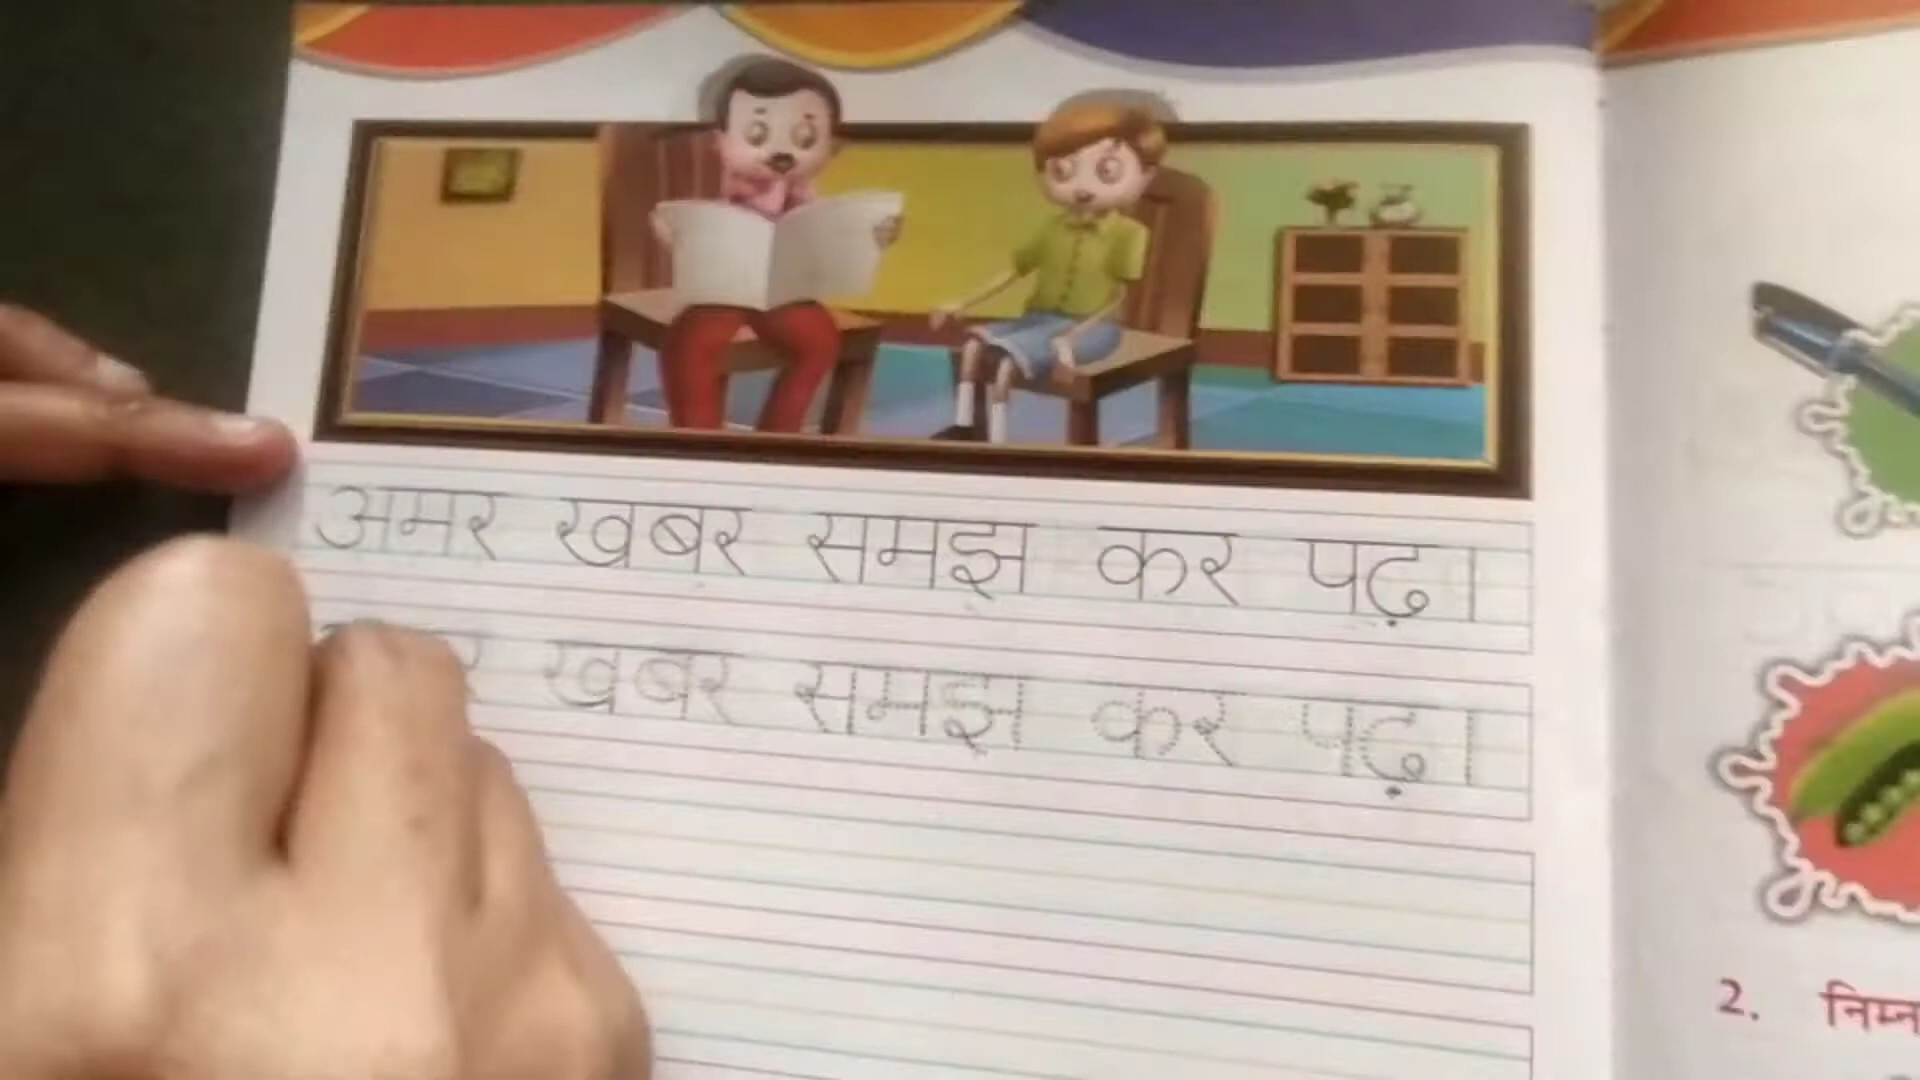 अमर खबर समझ कर पढ़।
खबर समझ कर पढ़।
2. निम्न